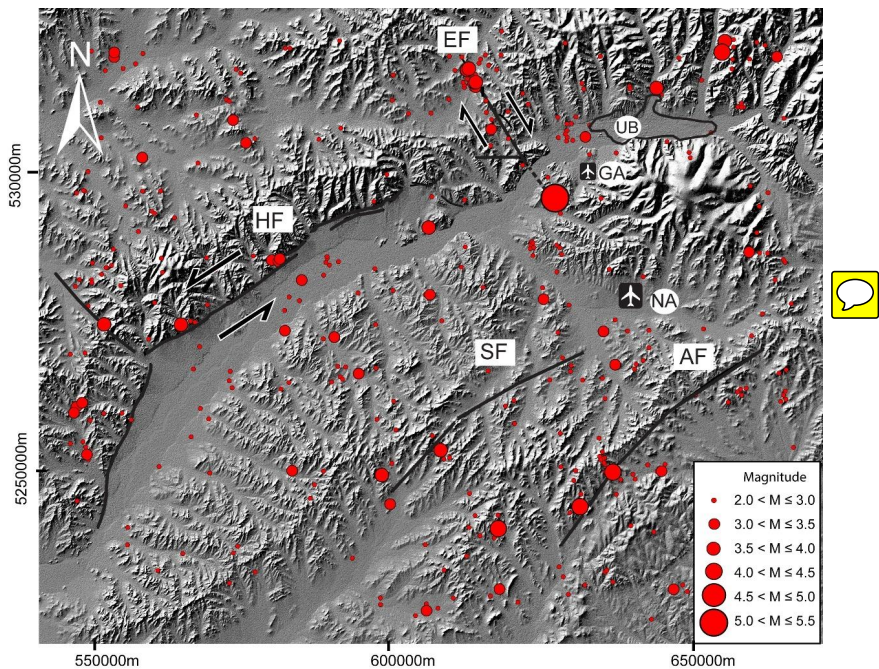 EF
N
UB
GA
530000m
HF
NA
SF
AF
5250000m
Magnitude
2.0 < M ≤ 3.0
3.0 < M ≤ 3.5
3.5 < M ≤ 4.0
4.0 < M ≤ 4.5
4.5 < M ≤ 5.0
5.0 < M ≤ 5.5
550000m
600000m
650000m